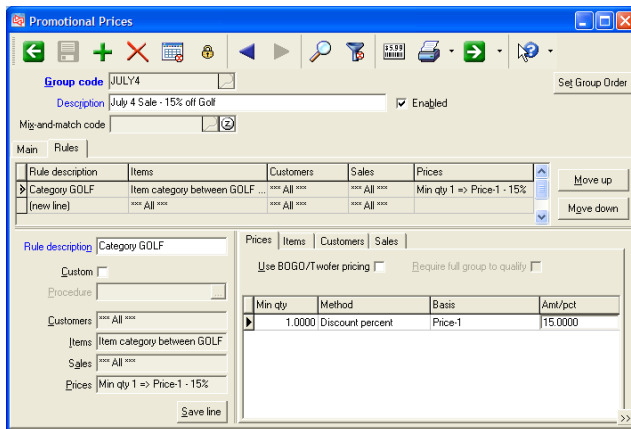 Promotional Prices
Group code JULY4
Set Group Order
Description July 4 Sale - 15% off Golf
Enabled
Mix-and-match code
Main Rules
Rule description Items Customers Sales Prices
Category GOLF Item category between GOLF ... *** All *** *** All *** Min qty 1 => Price-1 - 15%
(new line) *** All *** *** All *** *** All ***
Move up
Move down
Rule description Category GOLF
Custom
Procedure ...
Customers *** All ***
Items Item category between GOLF
Sales *** All ***
Prices Min qty 1 => Price-1 - 15%
Save line
Prices Items Customers Sales
Use BOGO/Twofer pricing Require full group to qualify
Min qty Method Basis Amt/pct
1.0000 Discount percent Price-1 15.0000
>>